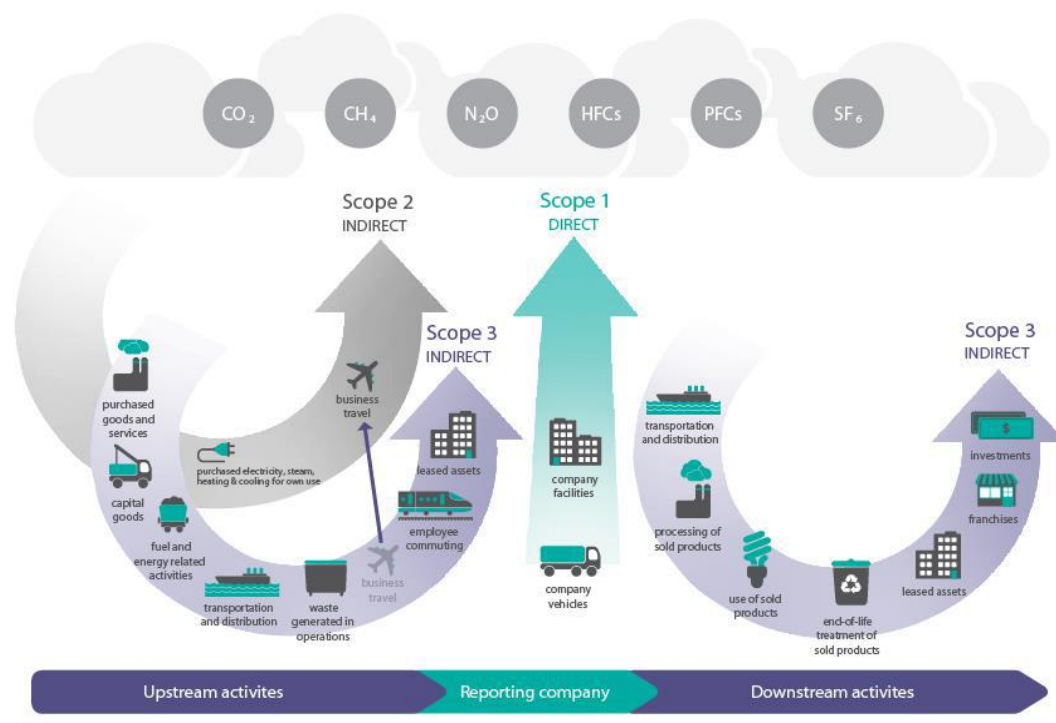 CO₂
CH₄
N₂O
HFCs
PFCs
SF₆
Scope 2
INDIRECT
Scope 1
DIRECT
Scope 3
INDIRECT
Scope 3
INDIRECT
purchased
goods and
services
capital
goods
fuel and
energy related
activities
transportation
and distribution
waste
generated in
operations
business
travel
employee
commuting
leased assets
purchased electricity, steam,
heating & cooling for own use
business
travel
company
facilities
company
vehicles
transportation
and distribution
processing of
sold products
use of sold
products
end-of-life
treatment of
sold products
leased assets
franchises
$
investments
Upstream activites
Reporting company
Downstream activites